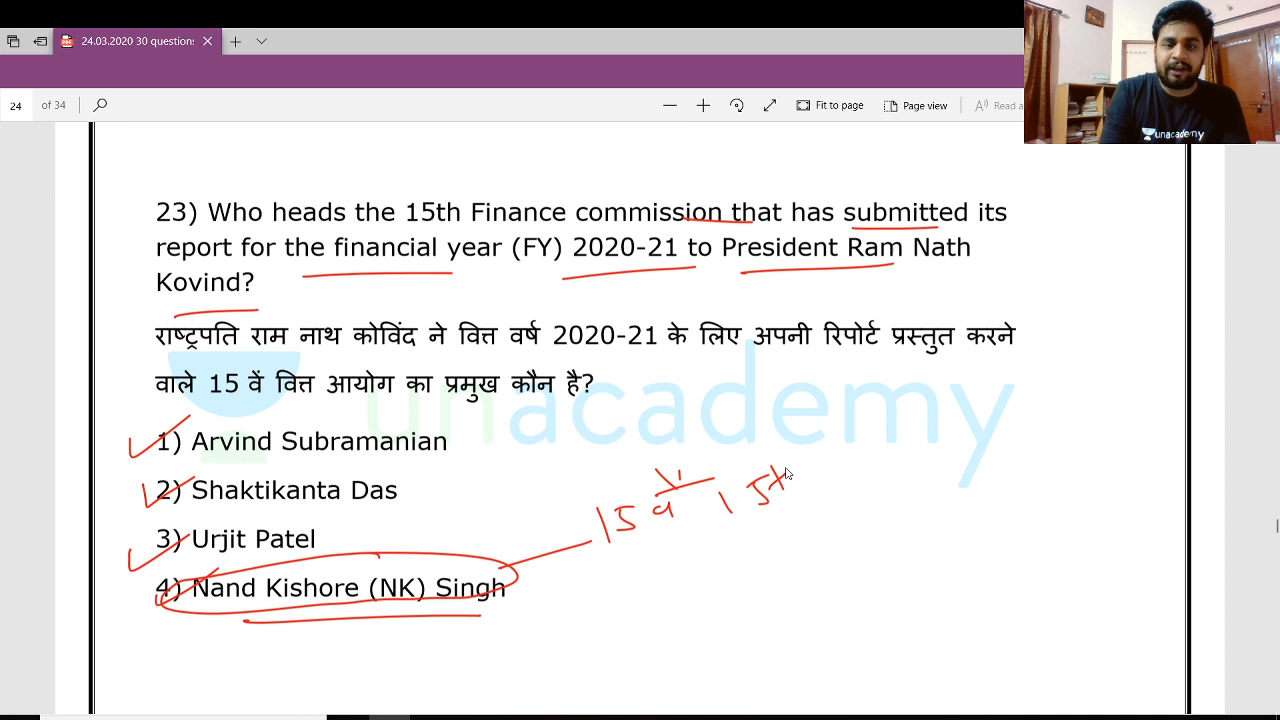 24.03.2020 30 question
24 of 34
Fit to page
Page view
Read a
unacademy
23) Who heads the 15th Finance commission that has submitted its
report for the financial year (FY) 2020-21 to President Ram Nath
Kovind?
राष्ट्रपति राम नाथ कोविंद ने वित्त वर्ष 2020-21 के लिए अपनी रिपोर्ट प्रस्तुत करने
वाले 15 वें वित्त आयोग का प्रमुख कौन है?
unacademy
1) Arvind Subramanian
2) Shaktikanta Das
3) Urjit Patel
15 वें 15t
4) Nand Kishore (NK) Singh